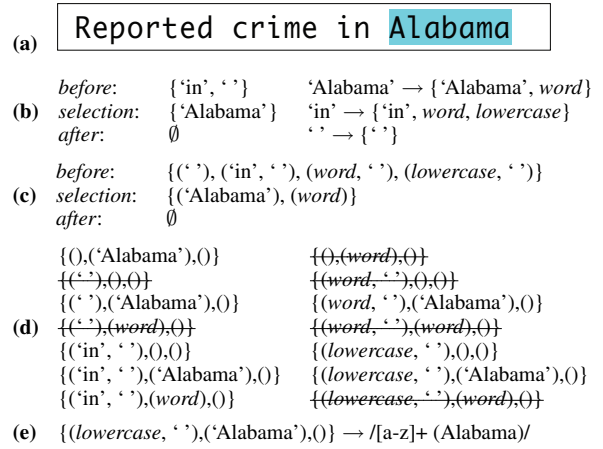 (a) Reported crime in Alabama
before: {‘in’, ‘ ’} ‘Alabama’ → {‘Alabama’, word}
(b) selection: {‘Alabama’} ‘in’ → {‘in’, word, lowercase}
after: ∅ ‘ ’ → {‘ ’}
before: {(‘ ’), (‘in’, ‘ ’), (word, ‘ ’), (lowercase, ‘ ’)}
(c) selection: {(‘Alabama’), (word)}
after: ∅
{(),(‘Alabama’),()} {(),(word),()}
{(‘ ’),(),()} {(word, ‘ ’),(),()}
{(‘ ’),(‘Alabama’),()} {(word, ‘ ’),(‘Alabama’),()}
(d) {(‘ ’),(word),()} {(word, ‘ ’),(word),()}
{(‘in’, ‘ ’),(),()} {(lowercase, ‘ ’),(),()}
{(‘in’, ‘ ’),(‘Alabama’),()} {(lowercase, ‘ ’),(‘Alabama’),()}
{(‘in’, ‘ ’),(word),()} {(lowercase, ‘ ’),(word),()}
(e) {(lowercase, ‘ ’),(‘Alabama’),()} → /[a-z]+ (Alabama)/